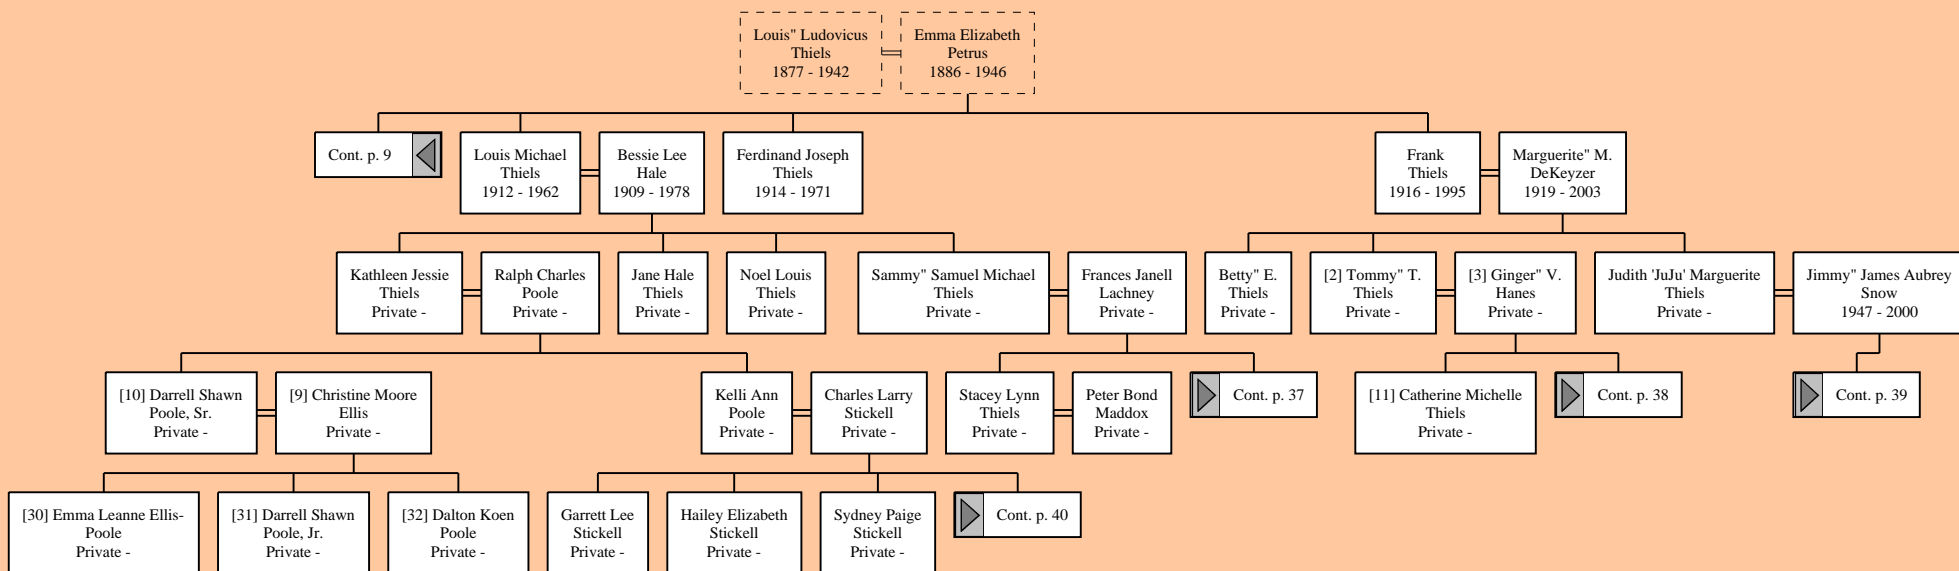 Louis" Ludovicus
Thiels
1877 - 1942
Emma Elizabeth
Petrus
1886 - 1946
Cont. p. 9
Louis Michael
Thiels
1912 - 1962
Bessie Lee
Hale
1909 - 1978
Ferdinand Joseph
Thiels
1914 - 1971
Frank
Thiels
1916 - 1995
Marguerite" M.
DeKeyzer
1919 - 2003
Kathleen Jessie
Thiels
Private -
Ralph Charles
Poole
Private -
Jane Hale
Thiels
Private -
Noel Louis
Thiels
Private -
Sammy" Samuel Michael
Thiels
Private -
Frances Janell
Lachney
Private -
Betty" E.
Thiels
Private -
[2] Tommy" T.
Thiels
Private -
[3] Ginger" V.
Hanes
Private -
Judith 'JuJu' Marguerite
Thiels
Private -
Jimmy" James Aubrey
Snow
1947 - 2000
[10] Darrell Shawn
Poole, Sr.
Private -
[9] Christine Moore
Ellis
Private -
Kelli Ann
Poole
Private -
Charles Larry
Stickell
Private -
Stacey Lynn
Thiels
Private -
Peter Bond
Maddox
Private -
Cont. p. 37
[11] Catherine Michelle
Thiels
Private -
Cont. p. 38
Cont. p. 39
[30] Emma Leanne Ellis-
Poole
Private -
[31] Darrell Shawn
Poole, Jr.
Private -
[32] Dalton Koen
Poole
Private -
Garrett Lee
Stickell
Private -
Hailey Elizabeth
Stickell
Private -
Sydney Paige
Stickell
Private -
Cont. p. 40